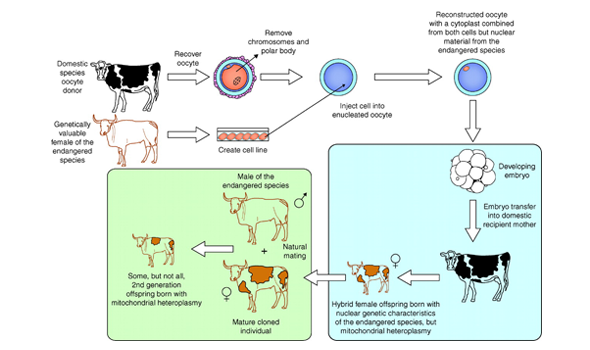 Domestic
species
oocyte
donor
Recover
oocyte
Remove
chromosomes and
polar body
Reconstructed oocyte
with a cytoplast combined
from both cells but nuclear
material from the
endangered species
Genetically
valuable
female of the
endangered
species
Create cell line
Inject cell into
enucleated oocyte
Developing
embryo
Embryo transfer
into domestic
recipient mother
Male of the
endangered species
♂
+
Natural
mating
♀
Mature cloned
individual
Some, but not all,
2nd generation
offspring born with
mitochondrial heteroplasmy
♀
Hybrid female offspring born with
nuclear genetic characteristics
of the endangered species, but
mitochondrial heteroplasmy